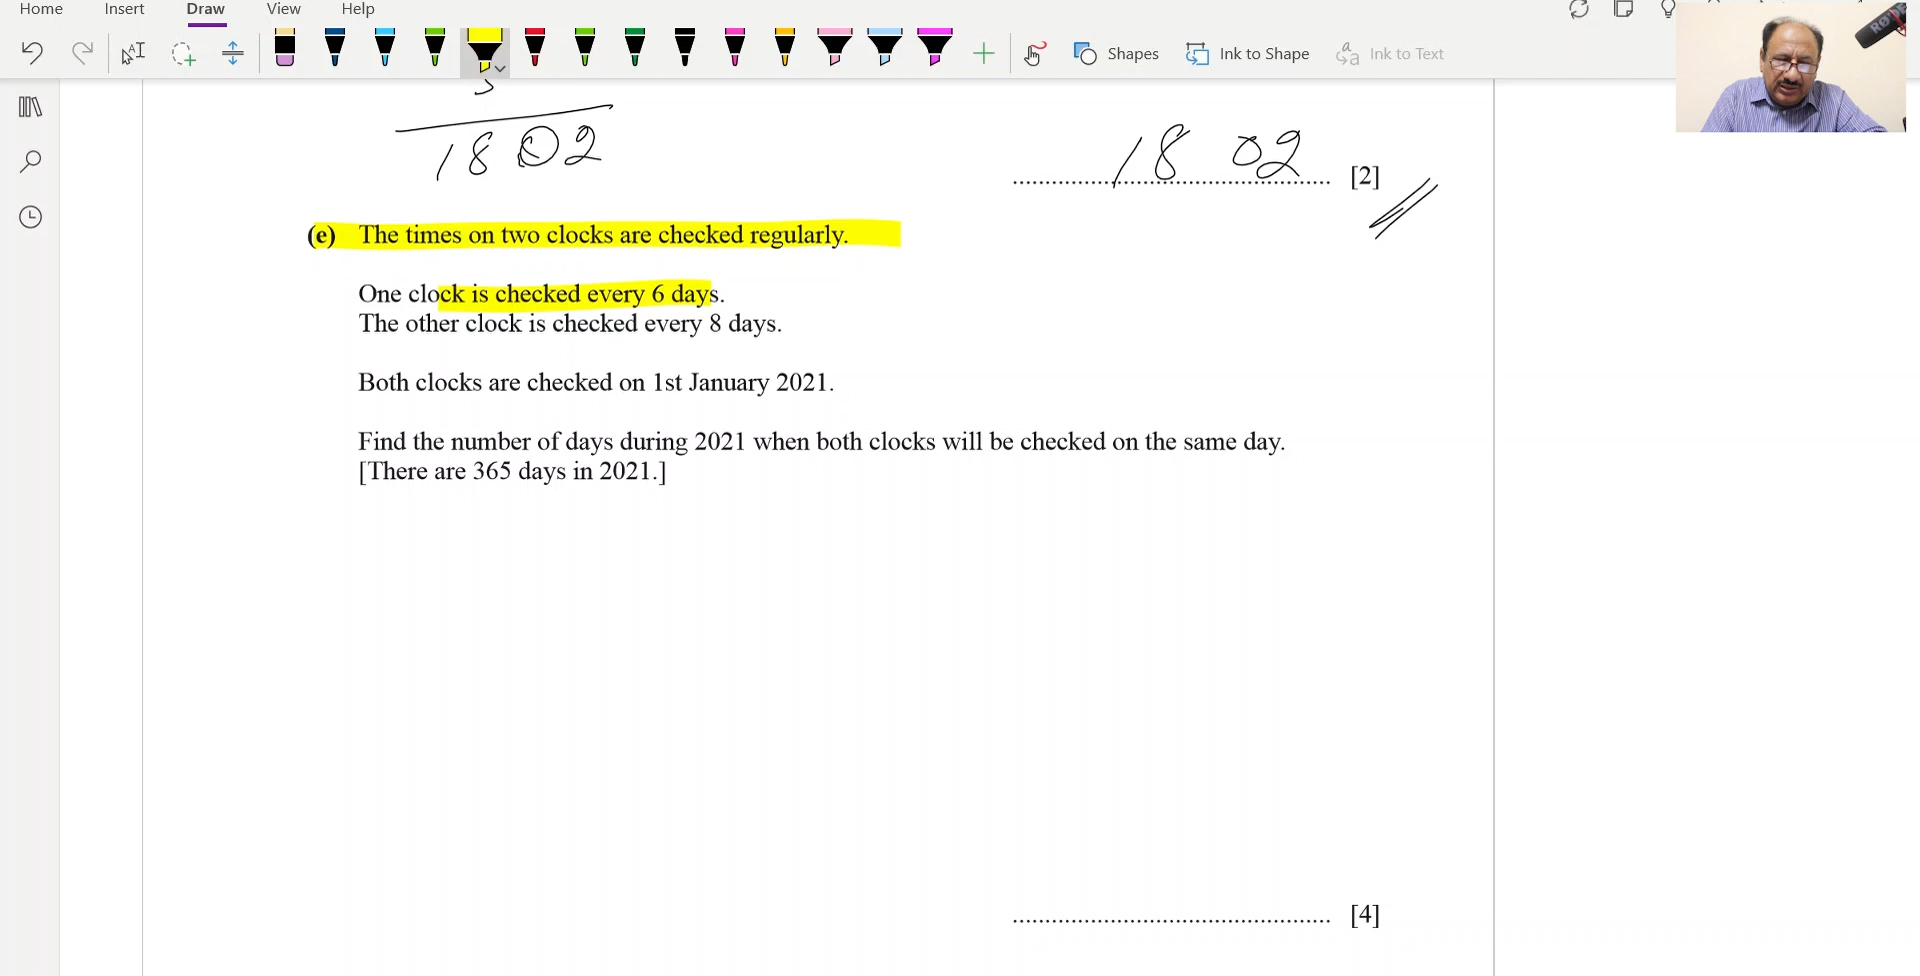 Home Insert Draw View Help
Shapes Ink to Shape Ink to Text
RØDE
1802
18 02
[2]
(e) The times on two clocks are checked regularly.
One clock is checked every 6 days.
The other clock is checked every 8 days.
Both clocks are checked on 1st January 2021.
Find the number of days during 2021 when both clocks will be checked on the same day.
[There are 365 days in 2021.]
[4]